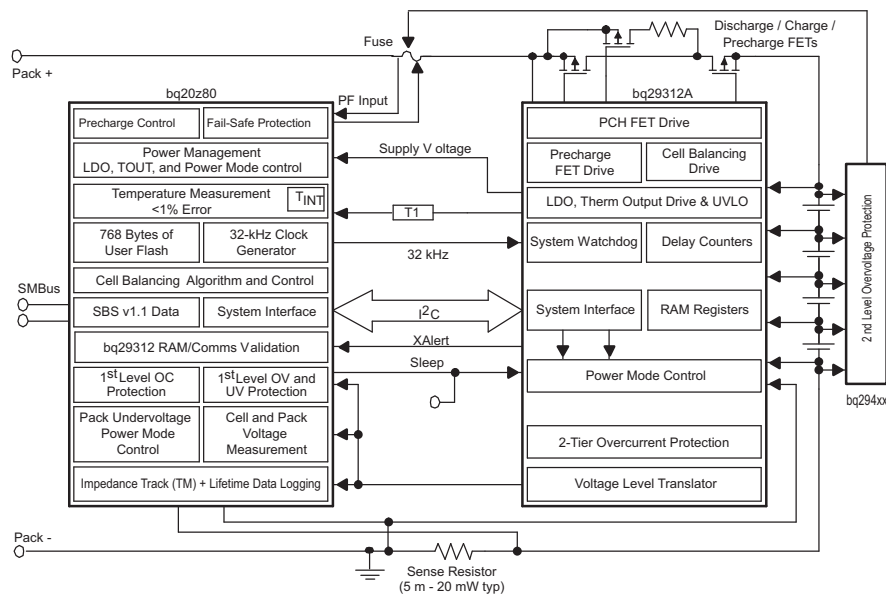 Discharge / Charge /
Precharge FETs
Fuse
Pack +
bq20z80
bq29312A
PF Input
Precharge Control
Fail-Safe Protection
PCH FET Drive
Power Management
LDO, TOUT, and Power Mode control
Supply V oltage
Precharge
FET Drive
Cell Balancing
Drive
Temperature Measurement
<1% Error
TINT
T1
LDO, Therm Output Drive & UVLO
768 Bytes of
User Flash
32-kHz Clock
Generator
32 kHz
System Watchdog
Delay Counters
Cell Balancing Algorithm and Control
SMBus
SBS v1.1 Data
System Interface
I2C
System Interface
RAM Registers
2 nd Level Overvoltage Protection
bq29312 RAM/Comms Validation
XAlert
Sleep
1st Level OC
Protection
1st Level OV and
UV Protection
Power Mode Control
bq294xx
Pack Undervoltage
Power Mode
Control
Cell and Pack
Voltage
Measurement
2-Tier Overcurrent Protection
Impedance Track (TM) + Lifetime Data Logging
Voltage Level Translator
Pack -
Sense Resistor
(5 m - 20 mW typ)